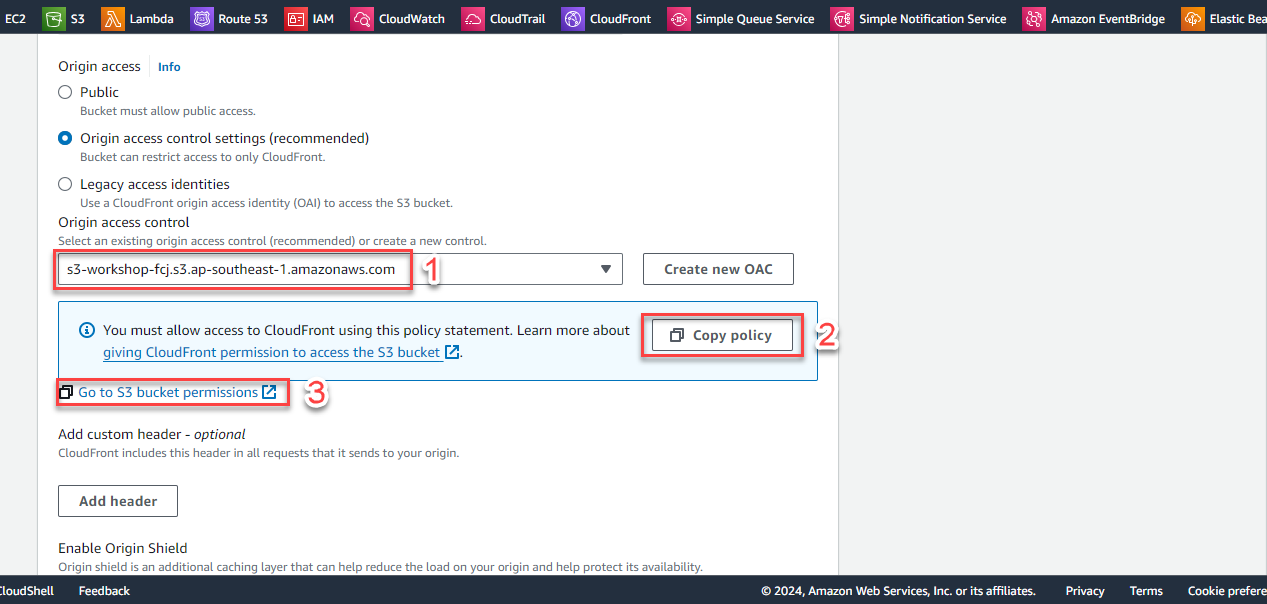 EC2 S3 Lambda Route 53 IAM CloudWatch CloudTrail CloudFront Simple Queue Service Simple Notification Service Amazon EventBridge Elastic Bea
Origin access Info
Public
Bucket must allow public access.
Origin access control settings (recommended)
Bucket can restrict access to only CloudFront.
Legacy access identities
Use a CloudFront origin access identity (OAI) to access the S3 bucket.
Origin access control
Select an existing origin access control (recommended) or create a new control.
s3-workshop-fcj.s3.ap-southeast-1.amazonaws.com 1 Create new OAC
You must allow access to CloudFront using this policy statement. Learn more about
giving CloudFront permission to access the S3 bucket .
Copy policy 2
Go to S3 bucket permissions 3
Add custom header - optional
CloudFront includes this header in all requests that it sends to your origin.
Add header
Enable Origin Shield
Origin shield is an additional caching layer that can help reduce the load on your origin and help protect its availability.
CloudShell Feedback © 2024, Amazon Web Services, Inc. or its affiliates. Privacy Terms Cookie prefere